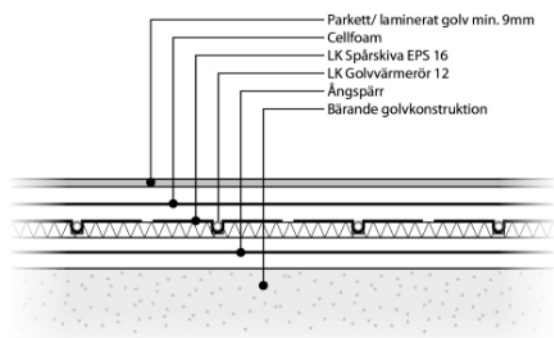 Parkett/ laminerat golv min. 9mm
Cellfoam
LK Spårskiva EPS 16
LK Golvvärmerör 12
Ångspärr
Bärande golvkonstruktion